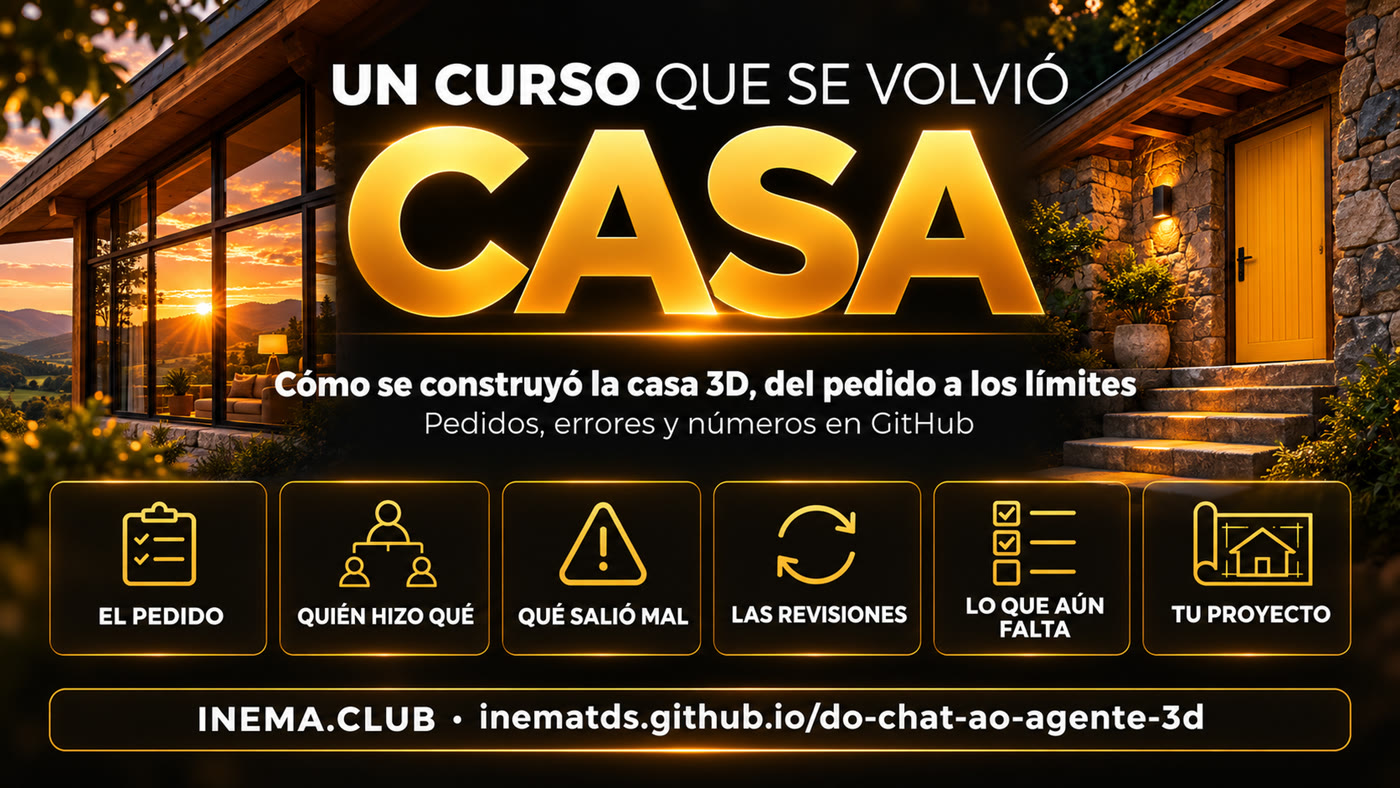 UN CURSO QUE SE VOLVIÓ
CASA
Cómo se construyó la casa 3D, del pedido a los límites
Pedidos, errores y números en GitHub
EL PEDIDO
QUIÉN HIZO QUÉ
QUÉ SALIÓ MAL
LAS REVISIONES
LO QUE AÚN
FALTA
TU PROYECTO
INEMA.CLUB • inematds.github.io/do-chat-ao-agente-3d